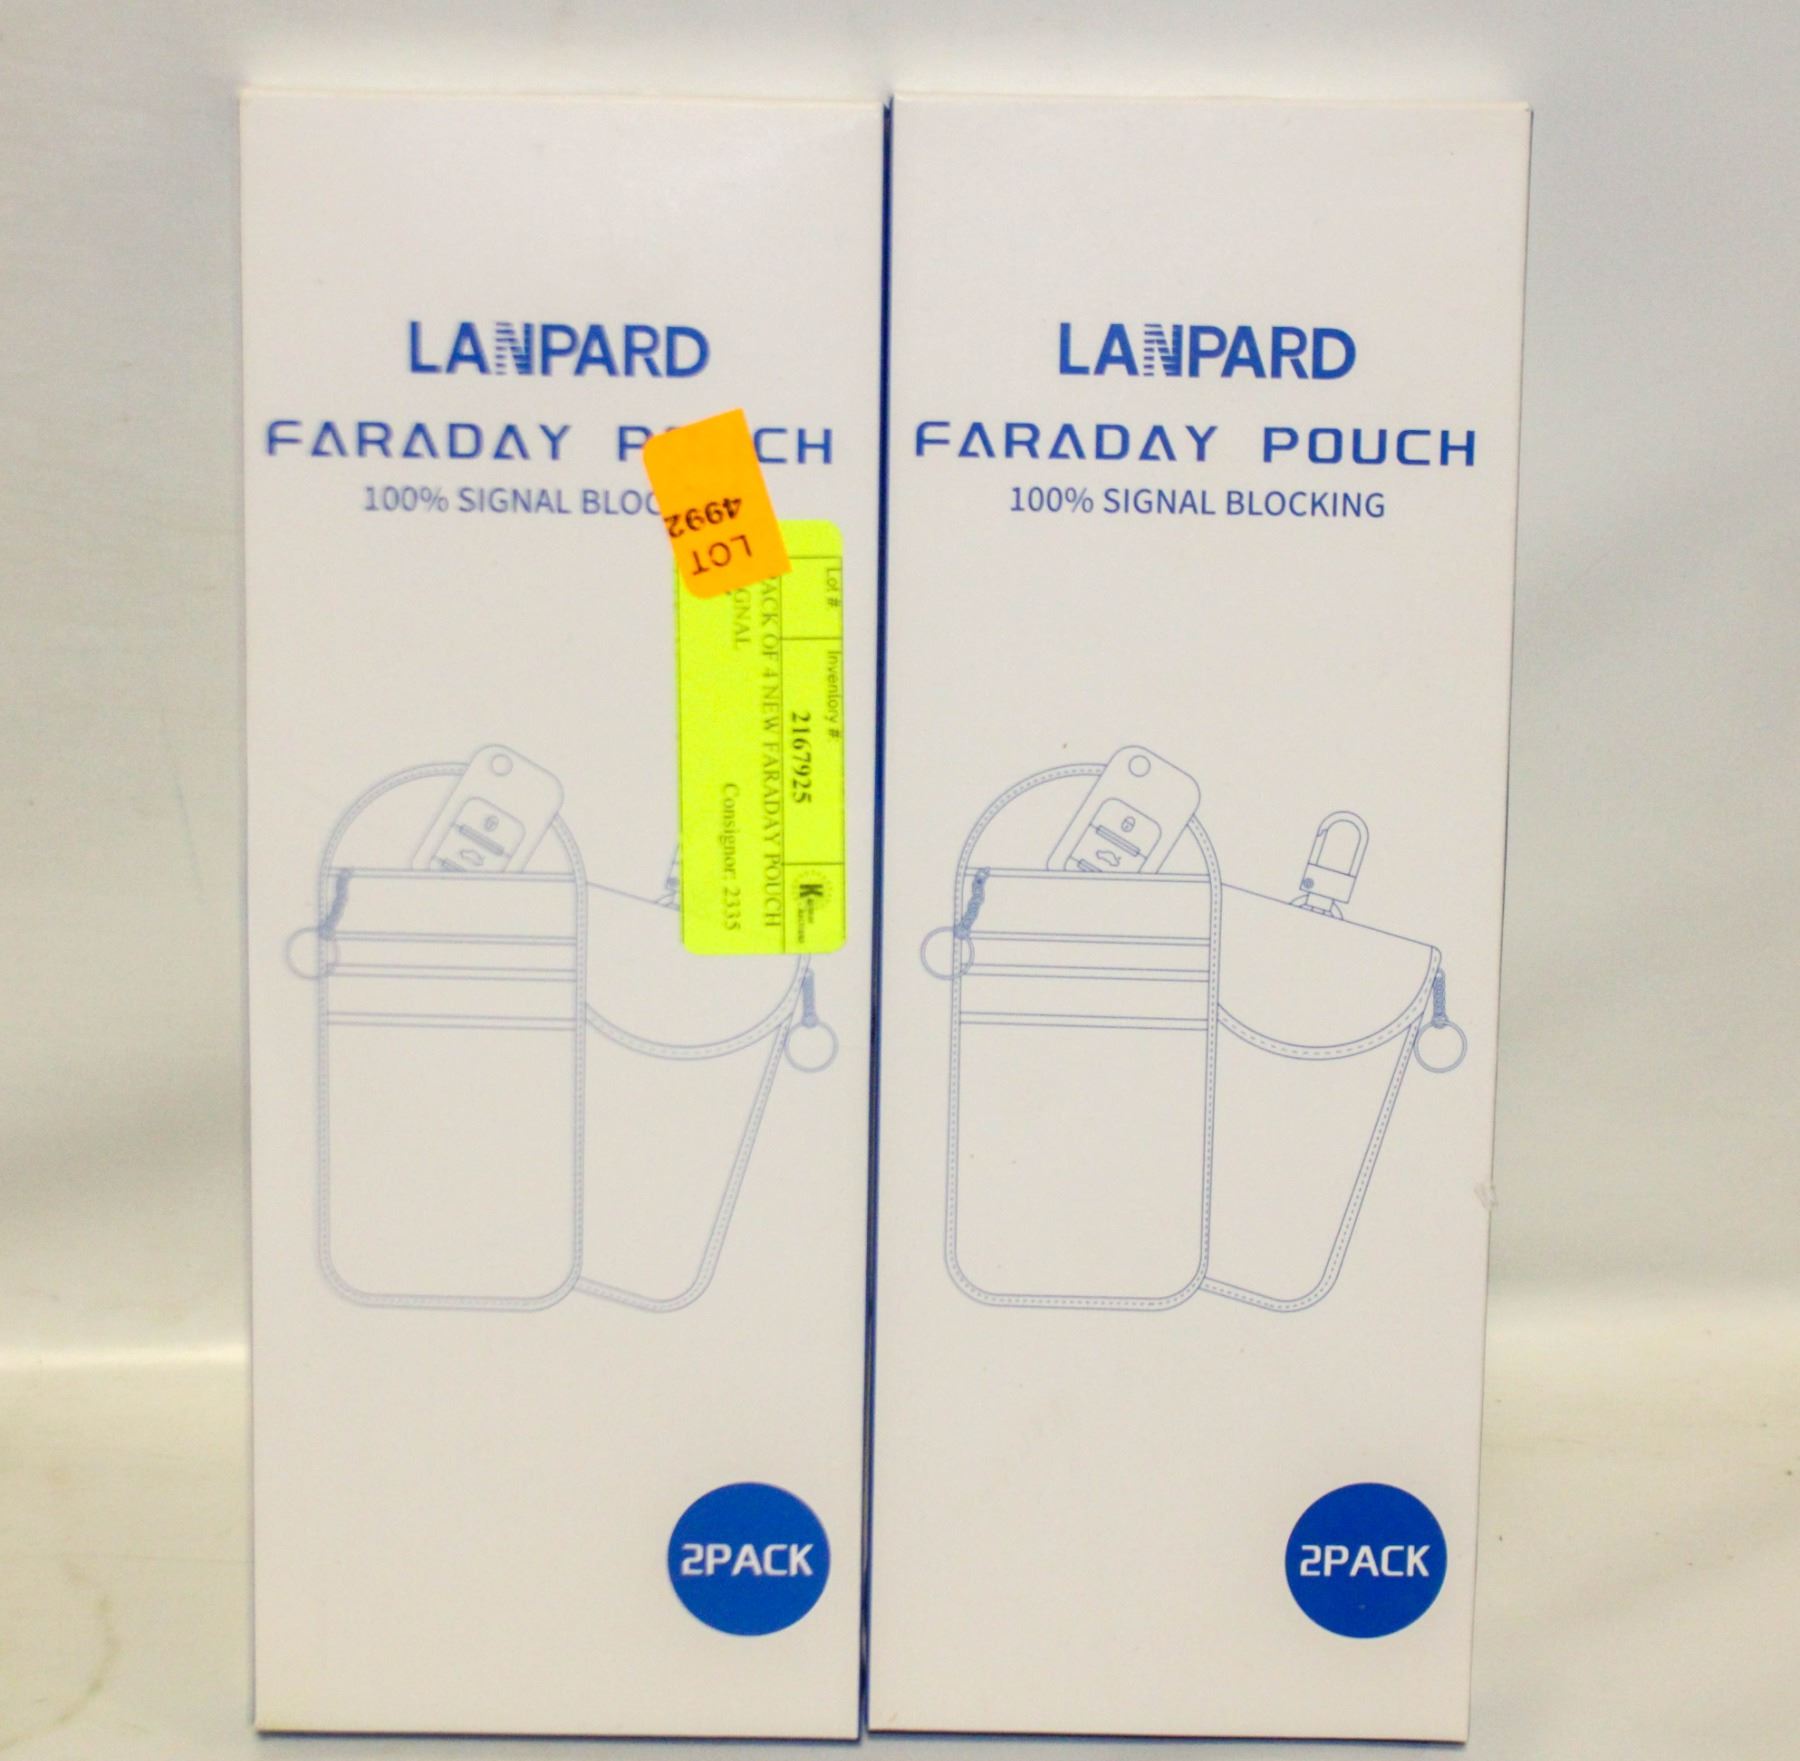 LANPARD
FARADAY POUCH
100% SIGNAL BLOC
LOT
4992
Lot #: Inventory #:
2167925
ACK OF 4 NEW FARADAY POUCH
GNAL
Consignor: 2335
2PACK
LANPARD
FARADAY POUCH
100% SIGNAL BLOCKING
2PACK